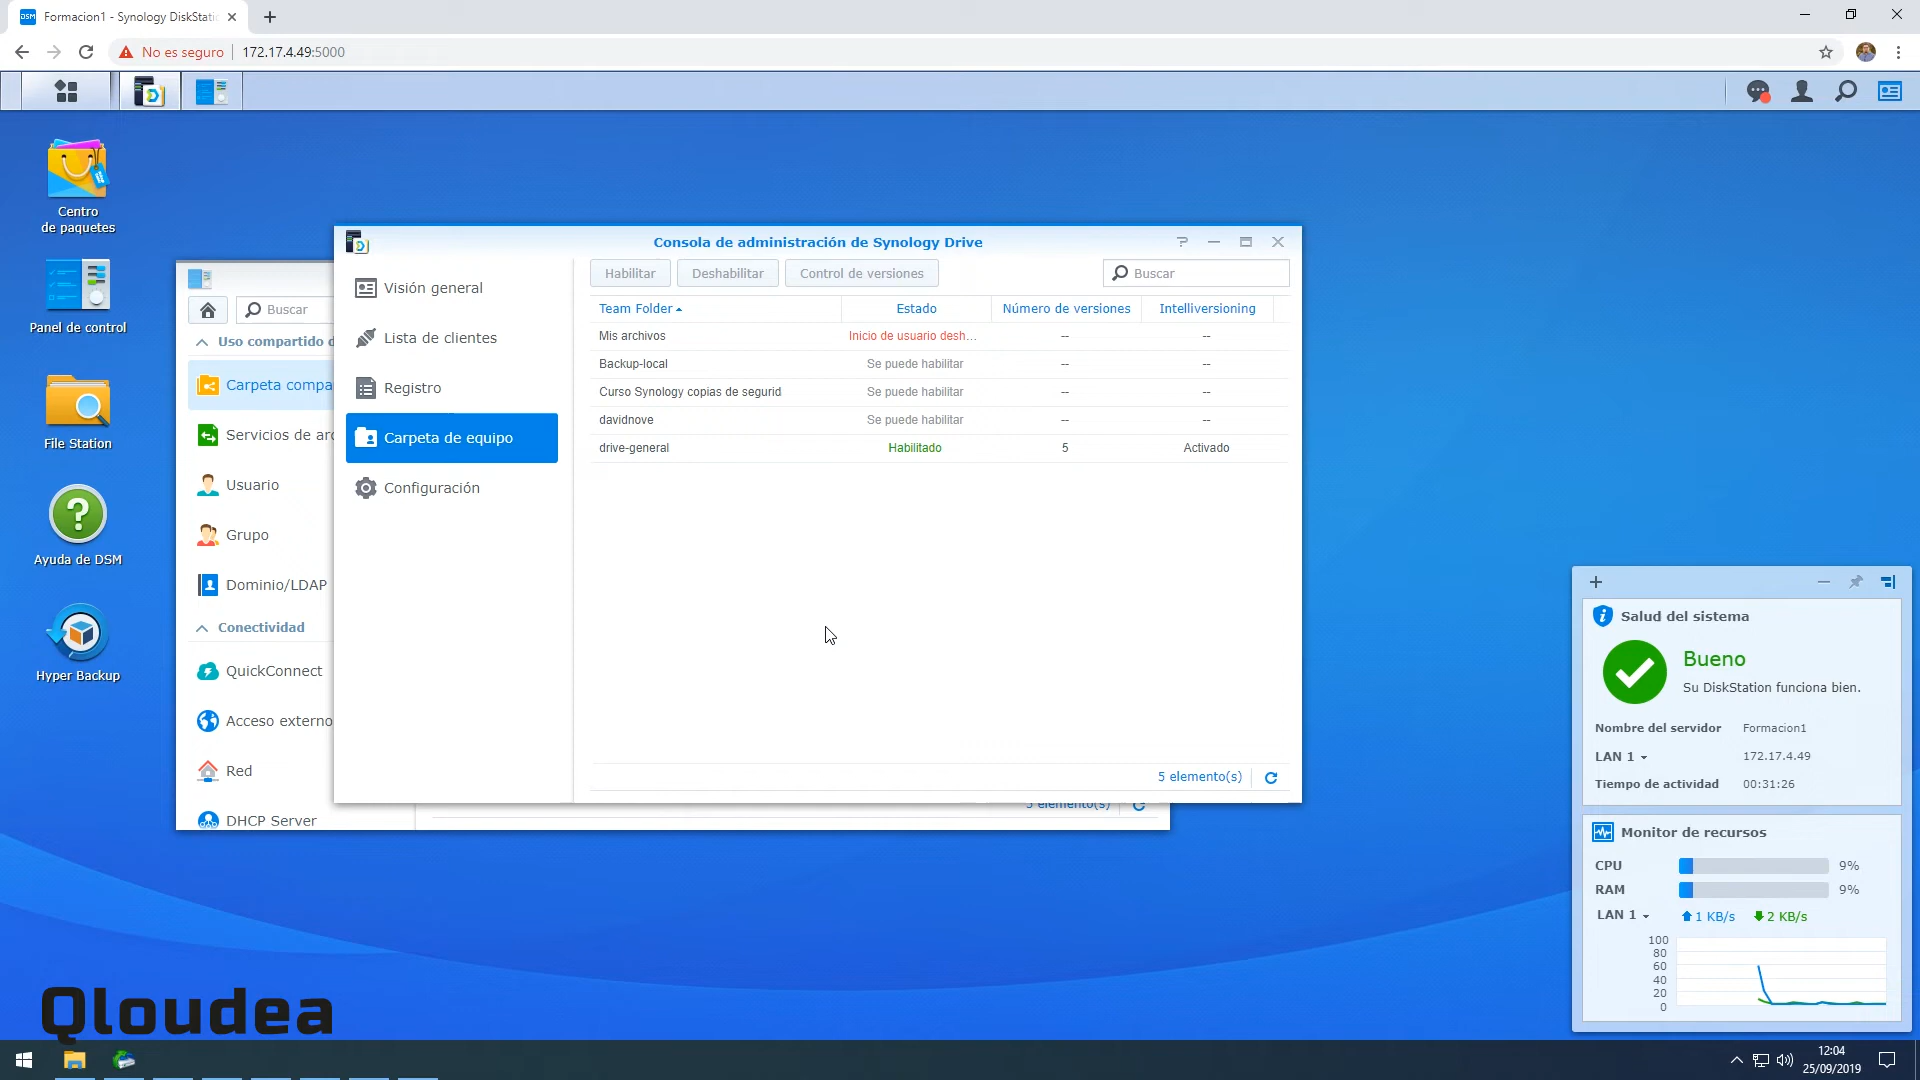 Formacion1 - Synology DiskStatio
No es seguro
172.17.4.49:5000
Centro
de paquetes
Panel de control
File Station
Ayuda de DSM
Hyper Backup
Buscar
Uso compartido d
Carpeta compa
Servicios de arc
Usuario
Grupo
Dominio/LDAP
Conectividad
QuickConnect
Acceso externo
Red
DHCP Server
5 elemento(s)
Consola de administración de Synology Drive
Visión general
Lista de clientes
Registro
Carpeta de equipo
Configuración
Habilitar
Deshabilitar
Control de versiones
Buscar
Team Folder Estado Número de versiones Intelliversioning
Mis archivos Inicio de usuario desh... -- --
Backup-local Se puede habilitar -- --
Curso Synology copias de segurid Se puede habilitar -- --
davidnove Se puede habilitar -- --
drive-general Habilitado 5 Activado
5 elemento(s)
Salud del sistema
Bueno
Su DiskStation funciona bien.
Nombre del servidor Formacion1
LAN 1 172.17.4.49
Tiempo de actividad 00:31:26
Monitor de recursos
CPU 9%
RAM 9%
LAN 1 1 KB/s 2 KB/s
100
80
60
40
20
0
Qloudea
12:04
25/09/2019